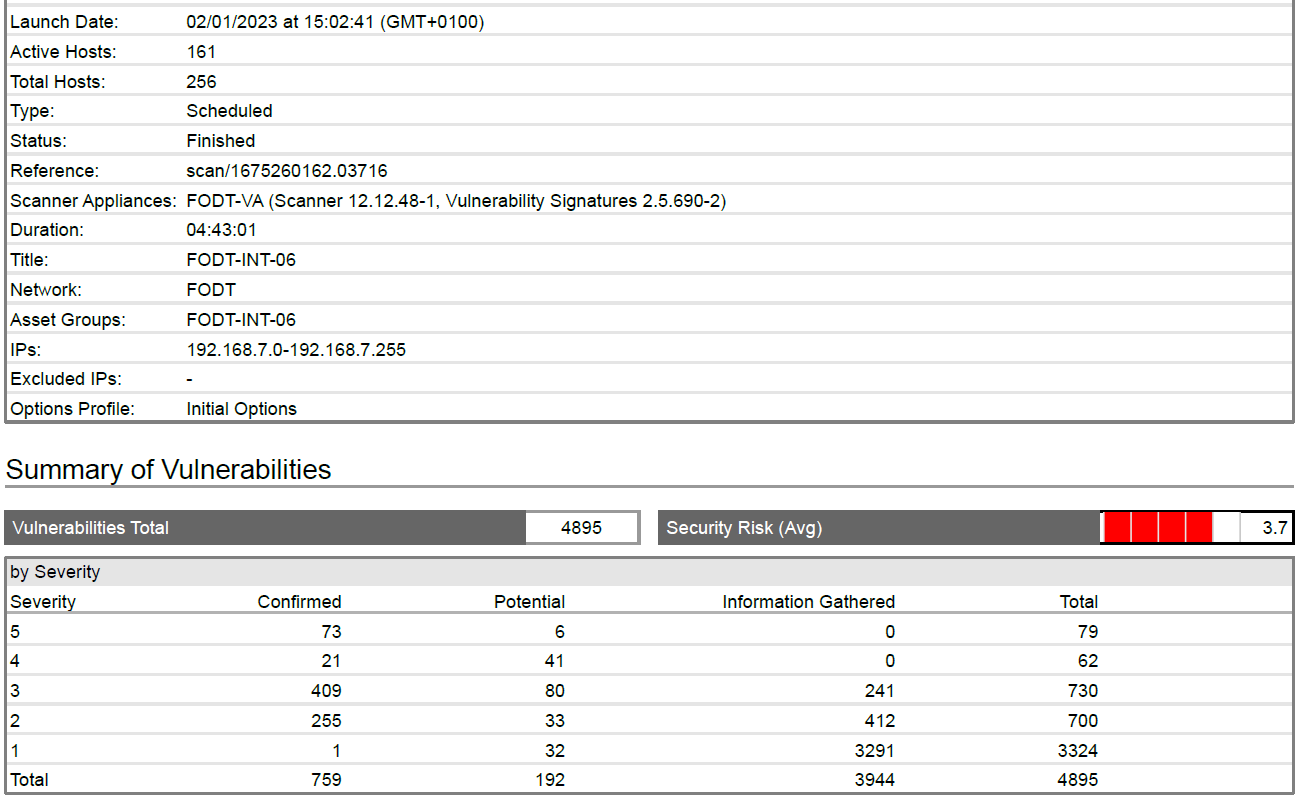 Launch Date: 02/01/2023 at 15:02:41 (GMT+0100)
Active Hosts: 161
Total Hosts: 256
Type: Scheduled
Status: Finished
Reference: scan/1675260162.03716
Scanner Appliances: FODT-VA (Scanner 12.12.48-1, Vulnerability Signatures 2.5.690-2)
Duration: 04:43:01
Title: FODT-INT-06
Network: FODT
Asset Groups: FODT-INT-06
IPs: 192.168.7.0-192.168.7.255
Excluded IPs: -
Options Profile: Initial Options
Summary of Vulnerabilities
Vulnerabilities Total 4895 Security Risk (Avg) 3.7
by Severity
Severity Confirmed Potential Information Gathered Total
5 73 6 0 79
4 21 41 0 62
3 409 80 241 730
2 255 33 412 700
1 1 32 3291 3324
Total 759 192 3944 4895